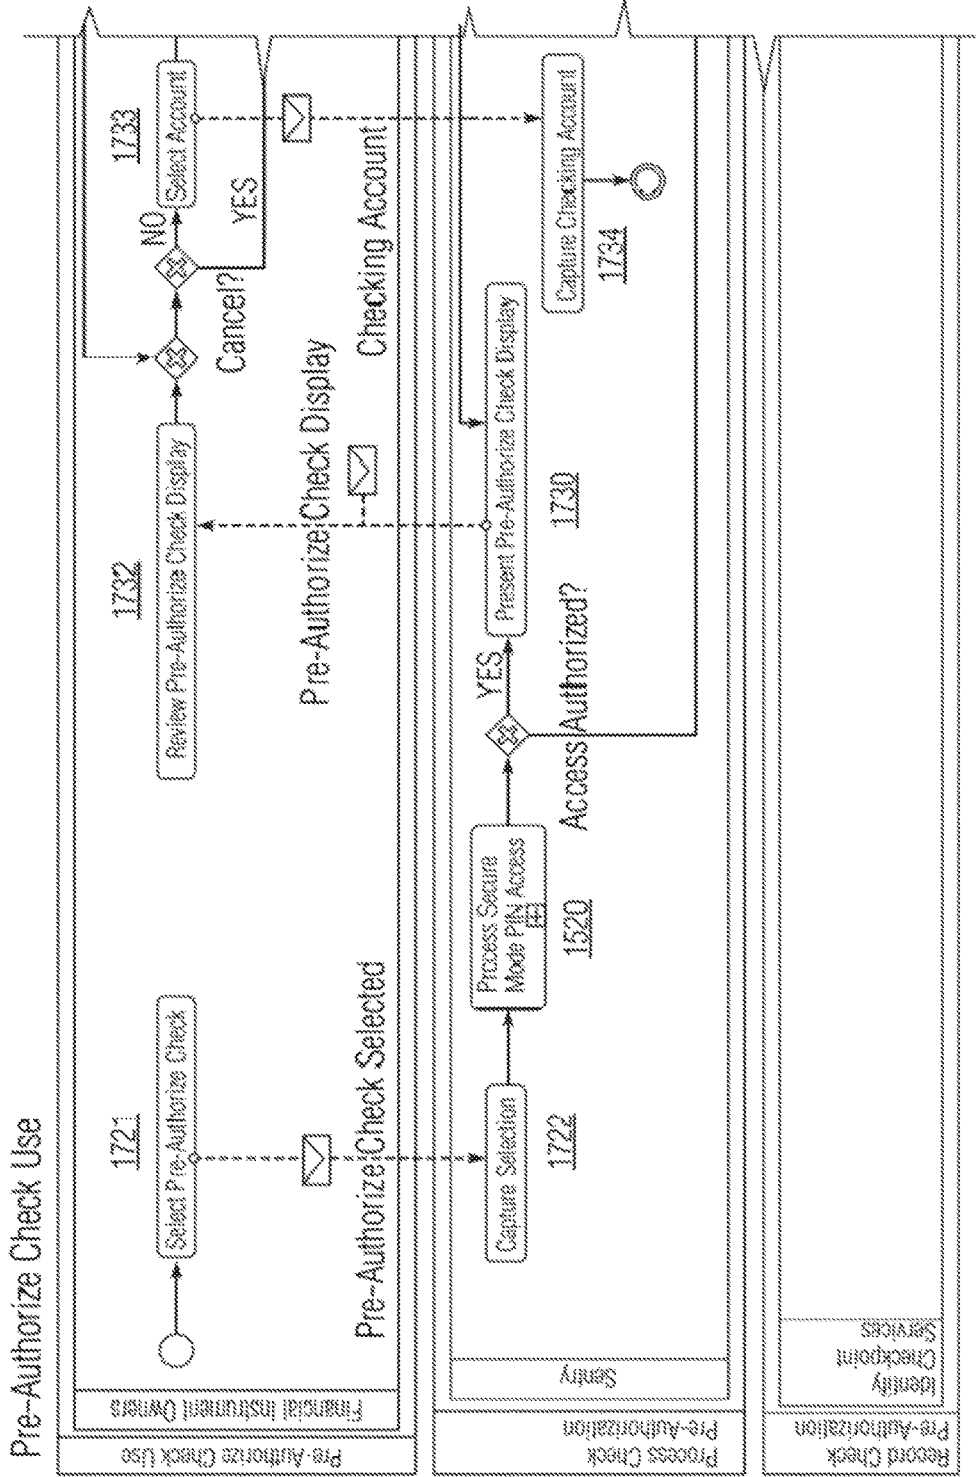 Pre-Authorize Check Use
Pre-Authorize Check Use
Financial Instrument Owners
1721
Select Pre-Authorize Check
Pre-Authorize Check Selected
1732
Review Pre-Authorize Check Display
Pre-Authorize Check Display
Cancel?
NO
YES
1733
Select Account
Checking Account
Process Check
Pre-Authorization
Sentry
Capture Selection
1722
Process Secure
Mode PIN Access
1520
Access Authorized?
YES
Present Pre-Authorize Check Display
1730
Capture Checking Account
1734
Record Check
Pre-Authorization
Identify
Checkpoint
Services